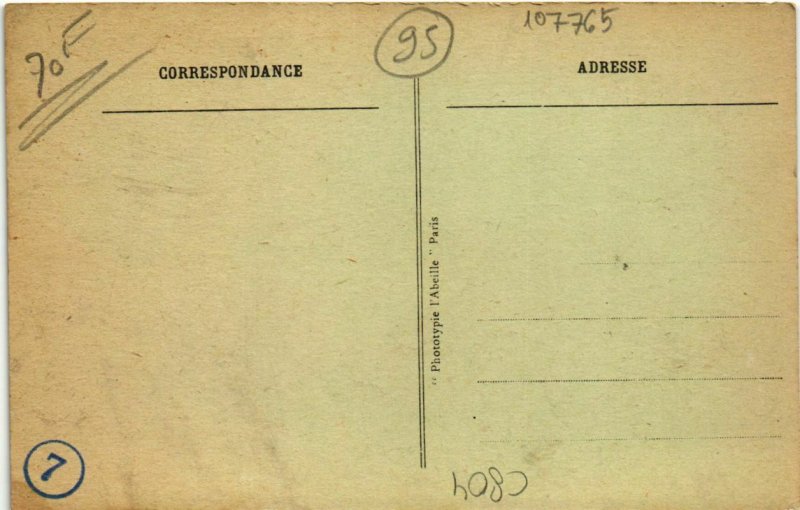 70F
95
107765
CORRESPONDANCE
ADRESSE
" Phototypie l'Abeille " Paris
7
C804